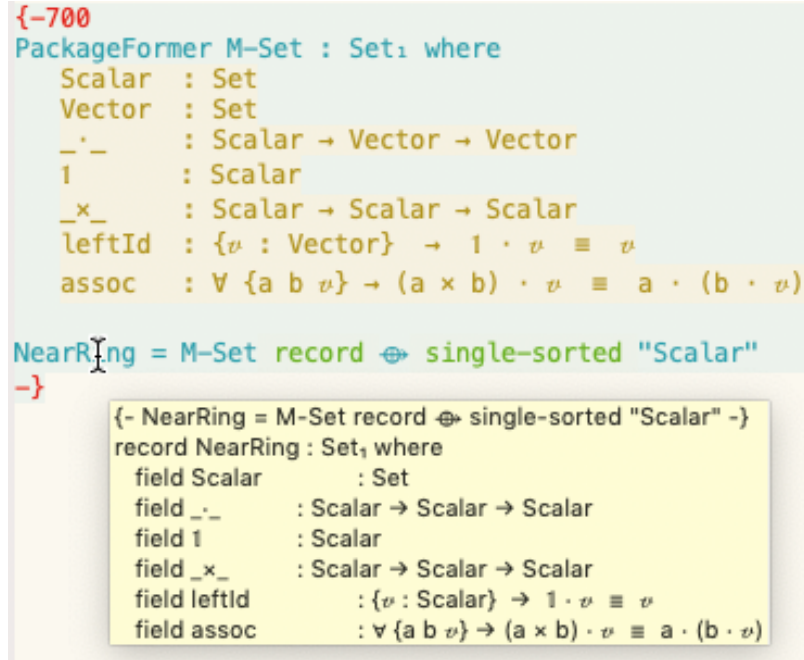 {-700
PackageFormer M-Set : Set₁ where
Scalar : Set
Vector : Set
_·_ : Scalar → Vector → Vector
𝟙 : Scalar
_×_ : Scalar → Scalar → Scalar
leftId : {𝓋 : Vector} → 𝟙 · 𝓋 ≡ 𝓋
assoc : ∀ {a b 𝓋} → (a × b) · 𝓋 ≡ a · (b · 𝓋)
NearRing = M-Set record ⟴ single-sorted "Scalar"
-}
{- NearRing = M-Set record ⟴ single-sorted "Scalar" -}
record NearRing : Set₁ where
field Scalar : Set
field _·_ : Scalar → Scalar → Scalar
field 𝟙 : Scalar
field _×_ : Scalar → Scalar → Scalar
field leftId : {𝓋 : Scalar} → 𝟙 · 𝓋 ≡ 𝓋
field assoc : ∀ {a b 𝓋} → (a × b) · 𝓋 ≡ a · (b · 𝓋)